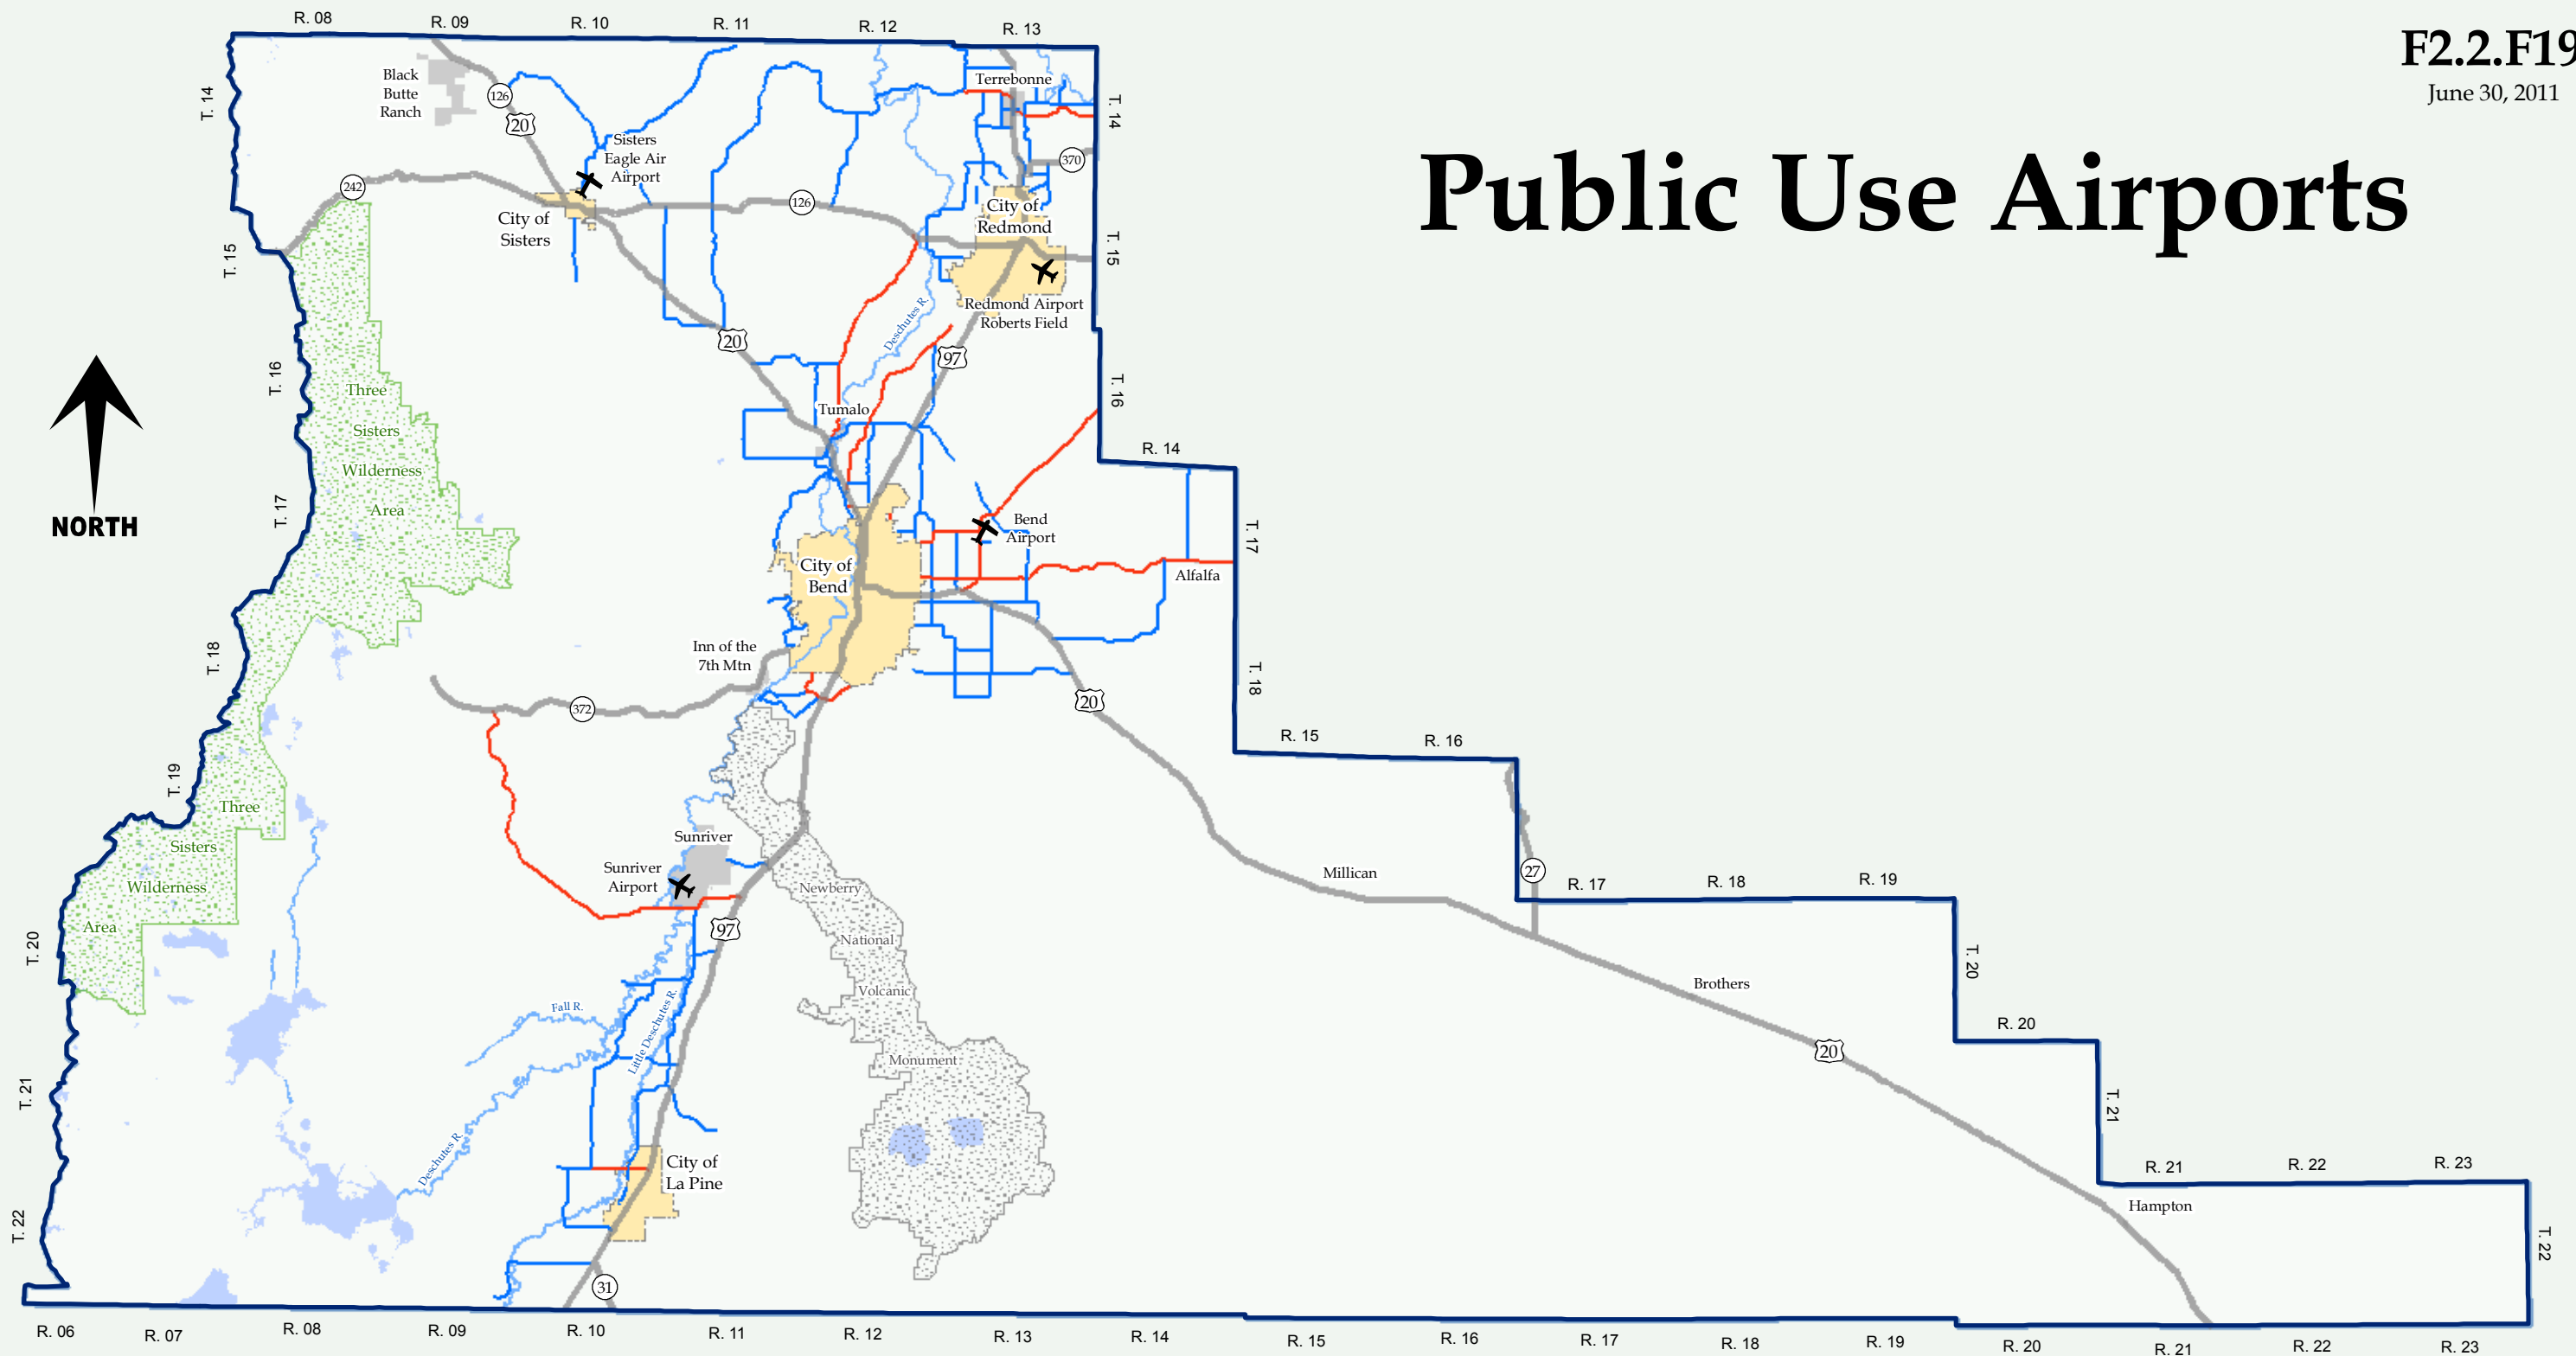 R. 08
R. 09
R. 10
R. 11
R. 12
R. 13
F2.2.F19
June 30, 2011
Public Use Airports
Black
Butte
Ranch
126
20
Terrebonne
T. 14
T. 14
Sisters
Eagle Air
Airport
370
242
126
City of
Sisters
City of
Redmond
T. 15
T. 15
Redmond Airport
Roberts Field
Deschutes R.
20
97
T. 16
T. 16
Three
Sisters
Wilderness
Area
Tumalo
R. 14
NORTH
T. 17
T. 17
Bend
Airport
City of
Bend
Alfalfa
Inn of the
7th Mtn
T. 18
T. 18
372
20
R. 15
R. 16
T. 19
Three
Sisters
Wilderness
Area
Sunriver
Sunriver
Airport
Millican
27
R. 17
R. 18
R. 19
Newberry
National
Volcanic
Monument
97
T. 20
T. 20
Brothers
Fall R.
Little Deschutes R.
R. 20
20
T. 21
T. 21
Deschutes R.
City of
La Pine
R. 21
R. 22
R. 23
Hampton
T. 22
T. 22
31
R. 06
R. 07
R. 08
R. 09
R. 10
R. 11
R. 12
R. 13
R. 14
R. 15
R. 16
R. 17
R. 18
R. 19
R. 20
R. 21
R. 22
R. 23